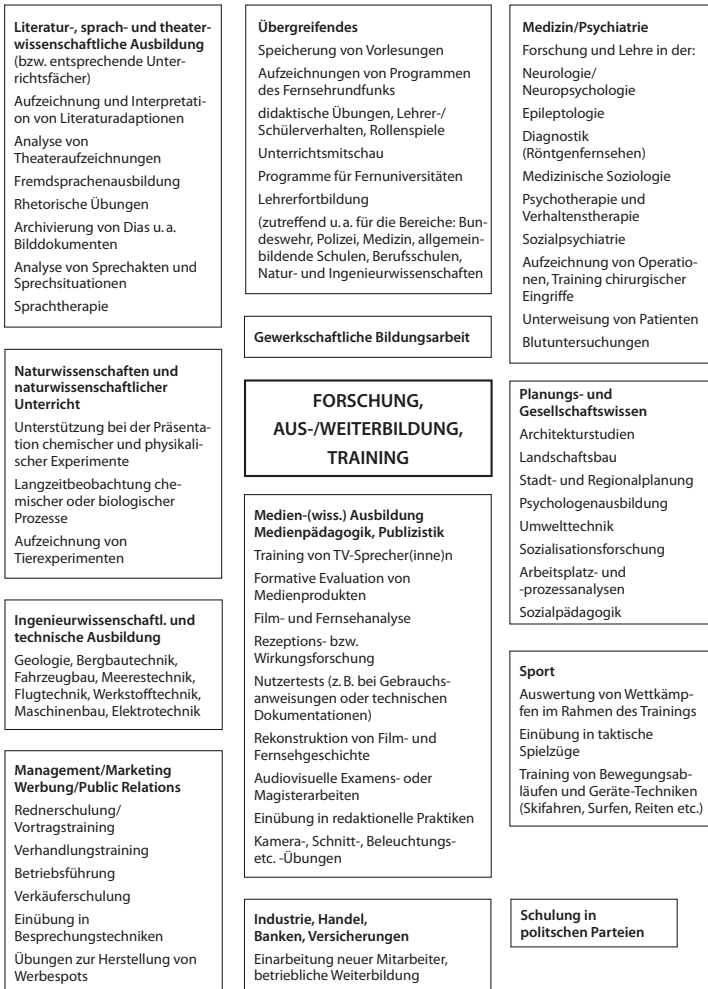 Literatur-, sprach- und theater-
wissenschaftliche Ausbildung
(bzw. entsprechende Unter-
richtsfächer)
Aufzeichnung und Interpretati-
on von Literaturadaptionen
Analyse von
Theateraufzeichnungen
Fremdsprachenausbildung
Rhetorische Übungen
Archivierung von Dias u. a.
Bilddokumenten
Analyse von Sprechakten und
Sprechsituationen
Sprachtherapie
Naturwissenschaften und
naturwissenschaftlicher
Unterricht
Unterstützung bei der Präsenta-
tion chemischer und physikali-
scher Experimente
Langzeitbeobachtung che-
mischer oder biologischer
Prozesse
Aufzeichnung von
Tierexperimenten
Ingenieurwissenschaftl. und
technische Ausbildung
Geologie, Bergbautechnik,
Fahrzeugbau, Meerestechnik,
Flugtechnik, Werkstofftechnik,
Maschinenbau, Elektrotechnik
Management/Marketing
Werbung/Public Relations
Rednerschulung/
Vortragstraining
Verhandlungstraining
Betriebsführung
Verkäuferschulung
Einübung in
Besprechungstechniken
Übungen zur Herstellung von
Werbespots
Übergreifendes
Speicherung von Vorlesungen
Aufzeichnungen von Programmen
des Fernsehrundfunks
didaktische Übungen, Lehrer-/
Schülerverhalten, Rollenspiele
Unterrichtsmitschau
Programme für Fernuniversitäten
Lehrerfortbildung
(zutreffend u. a. für die Bereiche: Bun-
deswehr, Polizei, Medizin, allgemein-
bildende Schulen, Berufsschulen,
Natur- und Ingenieurwissenschaften
Gewerkschaftliche Bildungsarbeit
FORSCHUNG,
AUS-/WEITERBILDUNG,
TRAINING
Medien-(wiss.) Ausbildung
Medienpädagogik, Publizistik
Training von TV-Sprecher(inne)n
Formative Evaluation von
Medienprodukten
Film- und Fernsehanalyse
Rezeptions- bzw.
Wirkungsforschung
Nutzertests (z. B. bei Gebrauchs-
anweisungen oder technischen
Dokumentationen)
Rekonstruktion von Film- und
Fernsehgeschichte
Audiovisuelle Examens- oder
Magisterarbeiten
Einübung in redaktionelle Praktiken
Kamera-, Schnitt-, Beleuchtungs-
etc. -Übungen
Industrie, Handel,
Banken, Versicherungen
Einarbeitung neuer Mitarbeiter,
betriebliche Weiterbildung
Medizin/Psychiatrie
Forschung und Lehre in der:
Neurologie/
Neuropsychologie
Epileptologie
Diagnostik
(Röntgenfernsehen)
Medizinische Soziologie
Psychotherapie und
Verhaltenstherapie
Sozialpsychiatrie
Aufzeichnung von Operatio-
nen, Training chirurgischer
Eingriffe
Unterweisung von Patienten
Blutuntersuchungen
Planungs- und
Gesellschaftswissen
Architekturstudien
Landschaftsbau
Stadt- und Regionalplanung
Psychologenausbildung
Umwelttechnik
Sozialisationsforschung
Arbeitsplatz- und
-prozessanalysen
Sozialpädagogik
Sport
Auswertung von Wettkämp-
fen im Rahmen des Trainings
Einübung in taktische
Spielzüge
Training von Bewegungsab-
läufen und Geräte-Techniken
(Skifahren, Surfen, Reiten etc.)
Schulung in
politschen Parteien